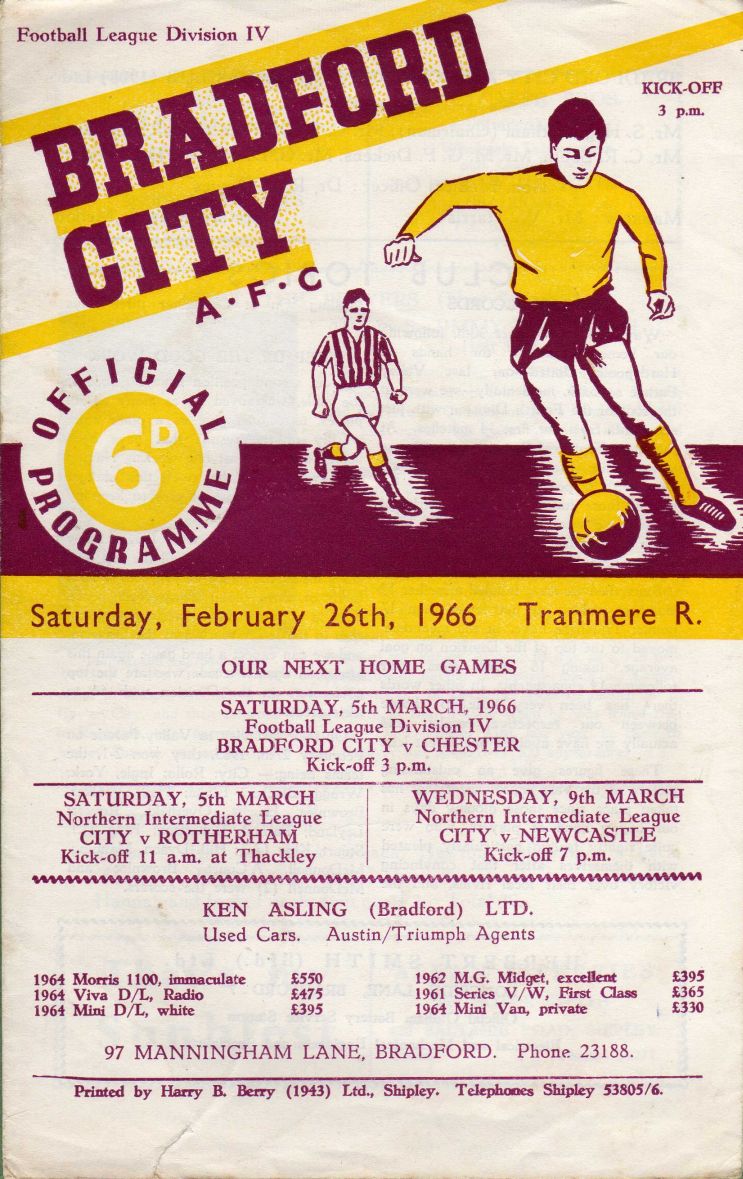 Football League Division IV
KICK-OFF
3 p.m.
BRADFORD
CITY
A·F·C
OFFICIAL
6D
PROGRAMME
Saturday, February 26th, 1966 Tranmere R.
OUR NEXT HOME GAMES
SATURDAY, 5th MARCH, 1966
Football League Division IV
BRADFORD CITY v CHESTER
Kick-off 3 p.m.
SATURDAY, 5th MARCH
Northern Intermediate League
CITY v ROTHERHAM
Kick-off 11 a.m. at Thackley
WEDNESDAY, 9th MARCH
Northern Intermediate League
CITY v NEWCASTLE
Kick-off 7 p.m.
KEN ASLING (Bradford) LTD.
Used Cars. Austin/Triumph Agents
1964 Morris 1100, immaculate £550
1964 Viva D/L, Radio £475
1964 Mini D/L, white £395
1962 M.G. Midget, excellent £395
1961 Series V/W, First Class £365
1964 Mini Van, private £330
97 MANNINGHAM LANE, BRADFORD. Phone 23188.
Printed by Harry B. Berry (1943) Ltd., Shipley. Telephones Shipley 53805/6.